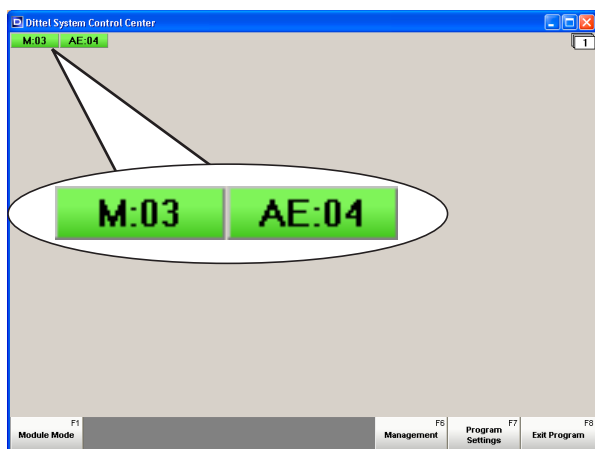 Dittel System Control Center
M:03 AE:04
1
M:03 AE:04
F1
Module Mode
F6
Management
F7
Program
Settings
F8
Exit Program